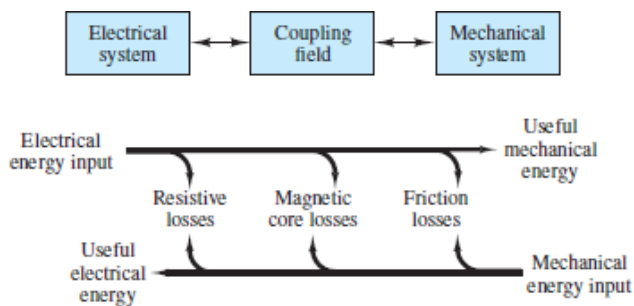 Electrical
system
Coupling
field
Mechanical
system
Electrical
energy input
Useful
mechanical
energy
Resistive
losses
Magnetic
core losses
Friction
losses
Useful
electrical
energy
Mechanical
energy input